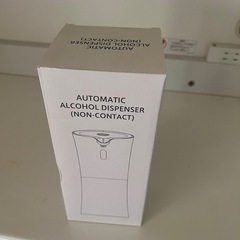 AUTOMATIC
ALCOHOL DISPENSER
(NON-CONTACT)
AUTOMATIC
ALCOHOL DISPENSER
(NON-CONTACT)